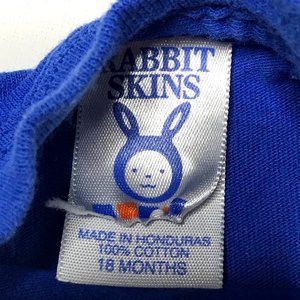 RABBIT
SKINS
MADE IN HONDURAS
100% COTTON
18 MONTHS